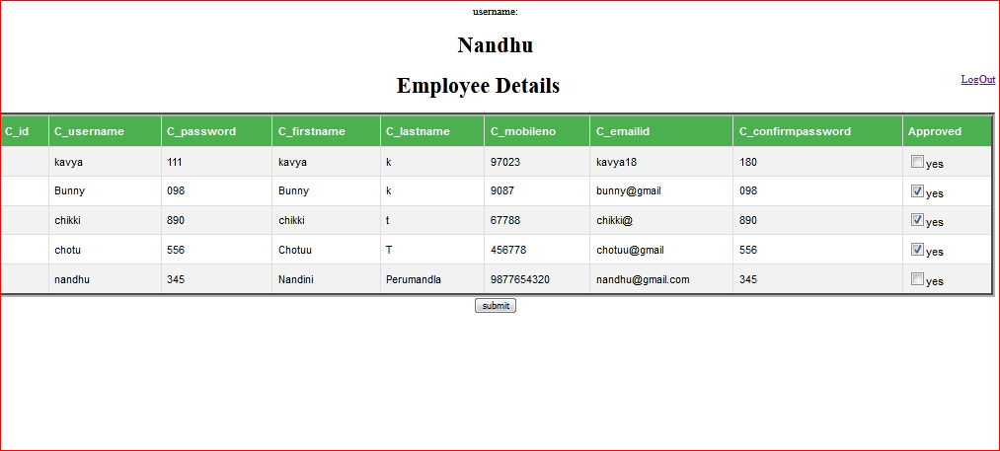 username:
Nandhu
Employee Details
LogOut
C_id C_username C_password C_firstname C_lastname C_mobileno C_emailid C_confirmpassword Approved
kavya 111 kavya k 97023 kavya18 180 yes
Bunny 098 Bunny k 9087 bunny@gmail 098 yes
chikki 890 chikki t 67788 chikki@ 890 yes
chotu 556 Chotuu T 456778 chotuu@gmail 556 yes
nandhu 345 Nandini Perumandla 9877654320 nandhu@gmail.com 345 yes
submit